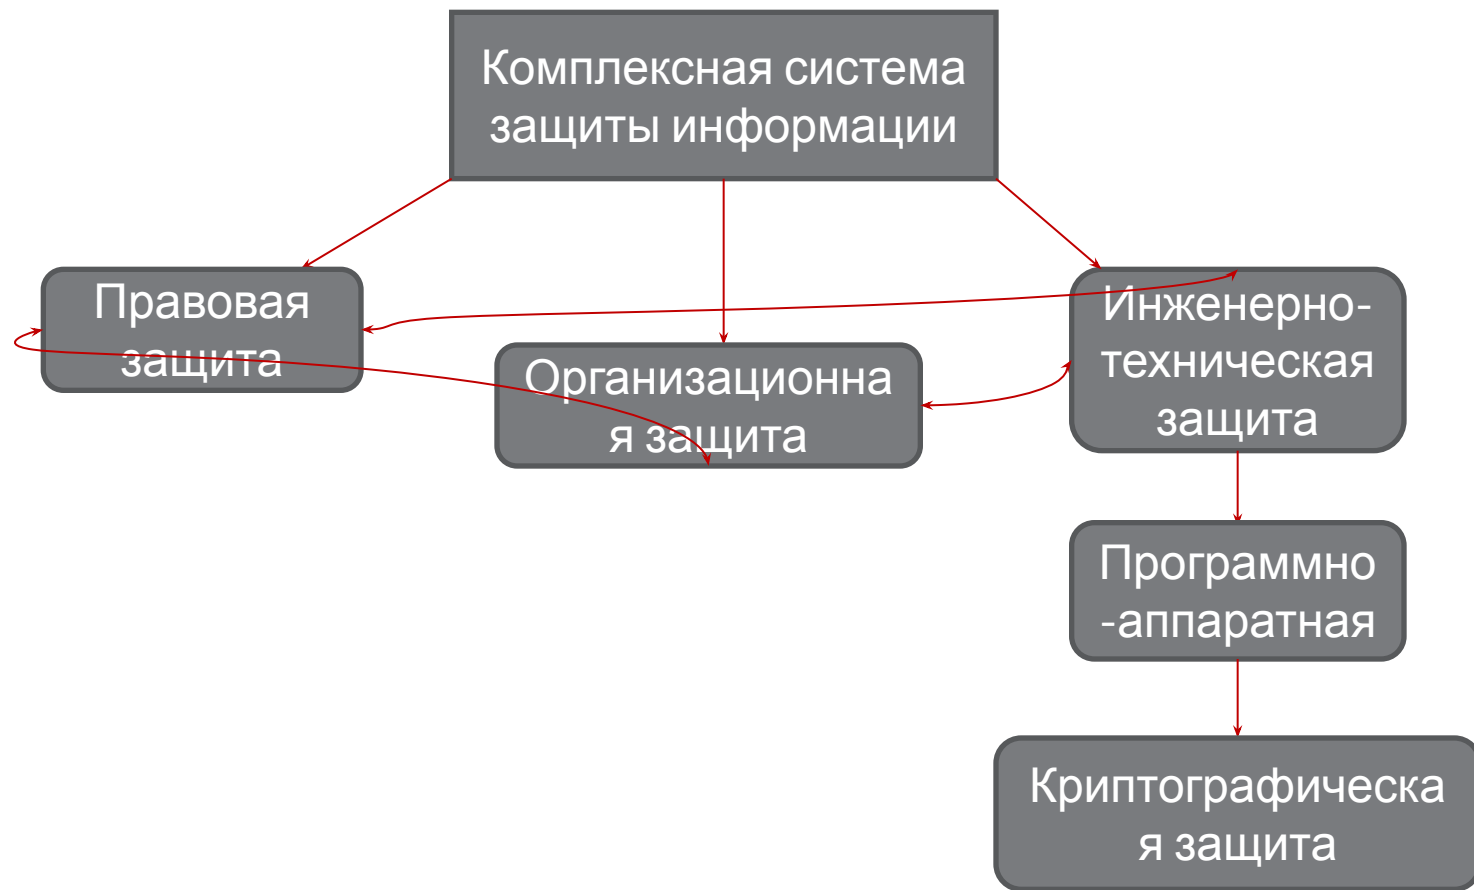 Комплексная система
защиты информации
Правовая
защита
Организационна
я защита
Инженерно-
техническая
защита
Программно
-аппаратная
Криптографическа
я защита